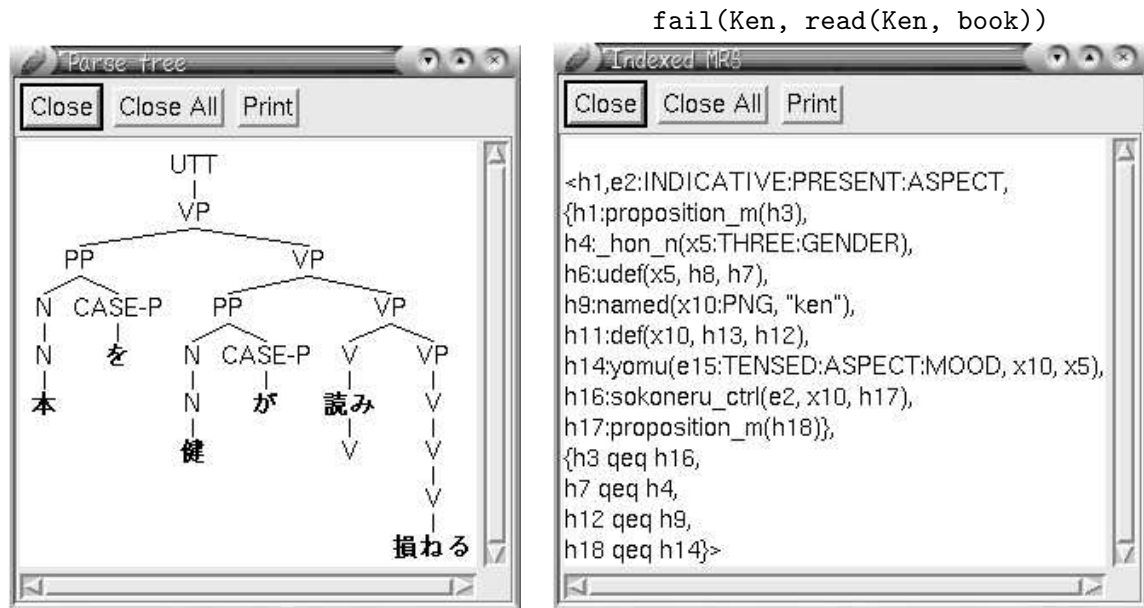 fail(Ken, read(Ken, book))
Parse tree
Close Close All Print
UTT
VP
PP VP
N CASE-P PP VP
N を N CASE-P V VP
本 N が 読み V
健 V V
V
損ねる
Indexed MRS
Close Close All Print
<h1,e2:INDICATIVE:PRESENT:ASPECT,
{h1:proposition_m(h3),
h4:_hon_n(x5:THREE:GENDER),
h6:udef(x5, h8, h7),
h9:named(x10:PNG, "ken"),
h11:def(x10, h13, h12),
h14:yomu(e15:TENSED:ASPECT:MOOD, x10, x5),
h16:sokoneru_ctrl(e2, x10, h17),
h17:proposition_m(h18)},
{h3 qeq h16,
h7 qeq h4,
h12 qeq h9,
h18 qeq h14}>